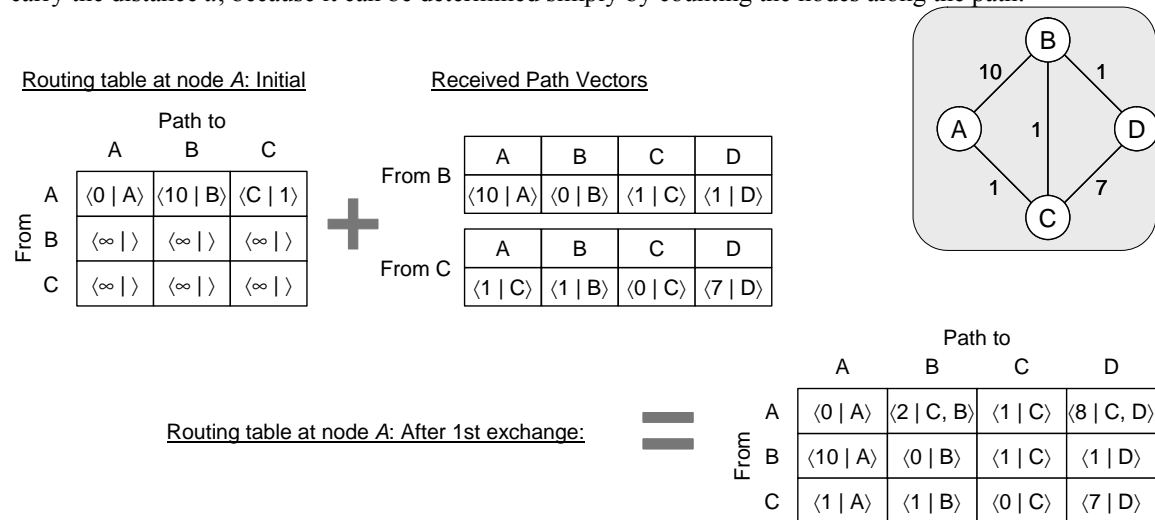 carry the distance d, because it can be determined simply by counting the nodes along the path.
Routing table at node A: Initial
Path to
A B C
From
A ⟨0 | A⟩ ⟨10 | B⟩ ⟨C | 1⟩
B ⟨∞ | ⟩ ⟨∞ | ⟩ ⟨∞ | ⟩
C ⟨∞ | ⟩ ⟨∞ | ⟩ ⟨∞ | ⟩
+
Received Path Vectors
From B
A B C D
⟨10 | A⟩ ⟨0 | B⟩ ⟨1 | C⟩ ⟨1 | D⟩
From C
A B C D
⟨1 | C⟩ ⟨1 | B⟩ ⟨0 | C⟩ ⟨7 | D⟩
B
10 1
A 1 D
1 7
C
Routing table at node A: After 1st exchange:
=
Path to
A B C D
From
A ⟨0 | A⟩ ⟨2 | C, B⟩ ⟨1 | C⟩ ⟨8 | C, D⟩
B ⟨10 | A⟩ ⟨0 | B⟩ ⟨1 | C⟩ ⟨1 | D⟩
C ⟨1 | A⟩ ⟨1 | B⟩ ⟨0 | C⟩ ⟨7 | D⟩